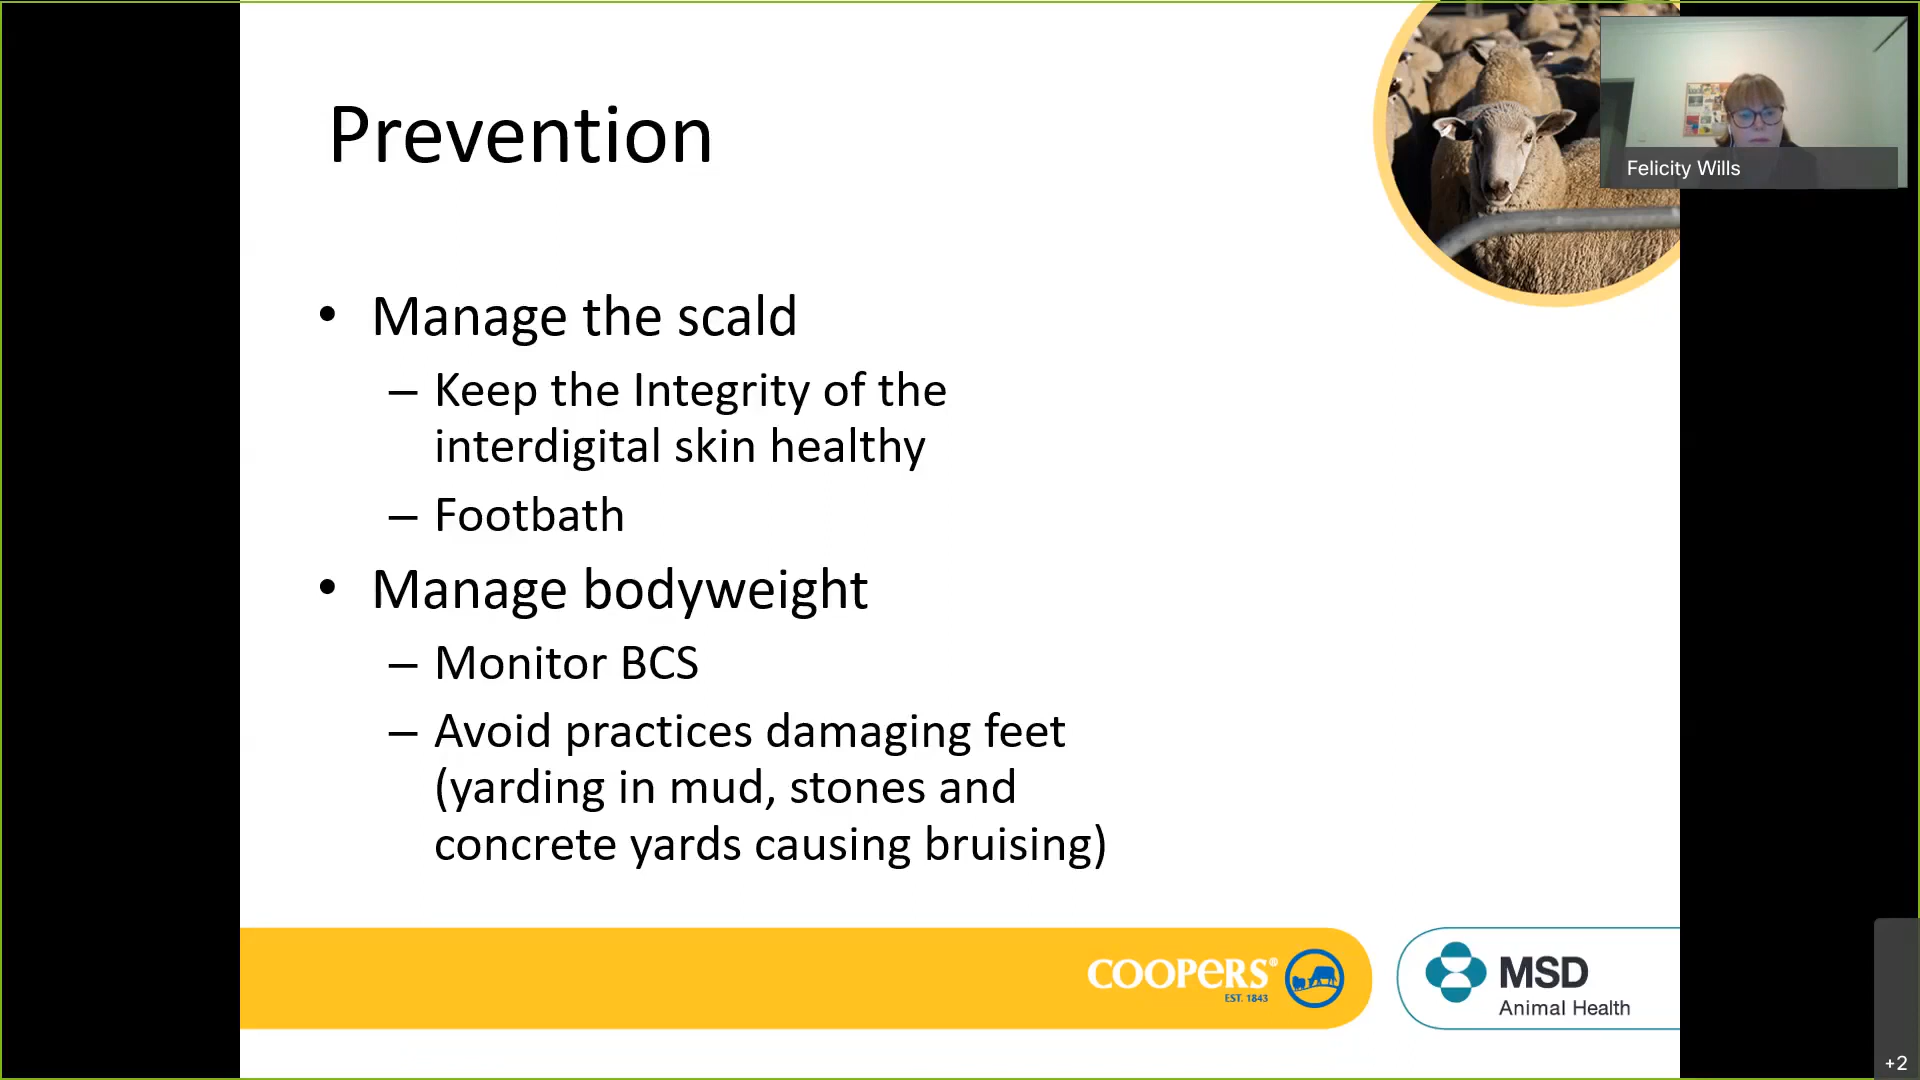 Prevention
Felicity Wills
• Manage the scald
– Keep the Integrity of the
interdigital skin healthy
– Footbath
• Manage bodyweight
– Monitor BCS
– Avoid practices damaging feet
(yarding in mud, stones and
concrete yards causing bruising)
COOPERS®
EST. 1843
MSD
Animal Health
+2